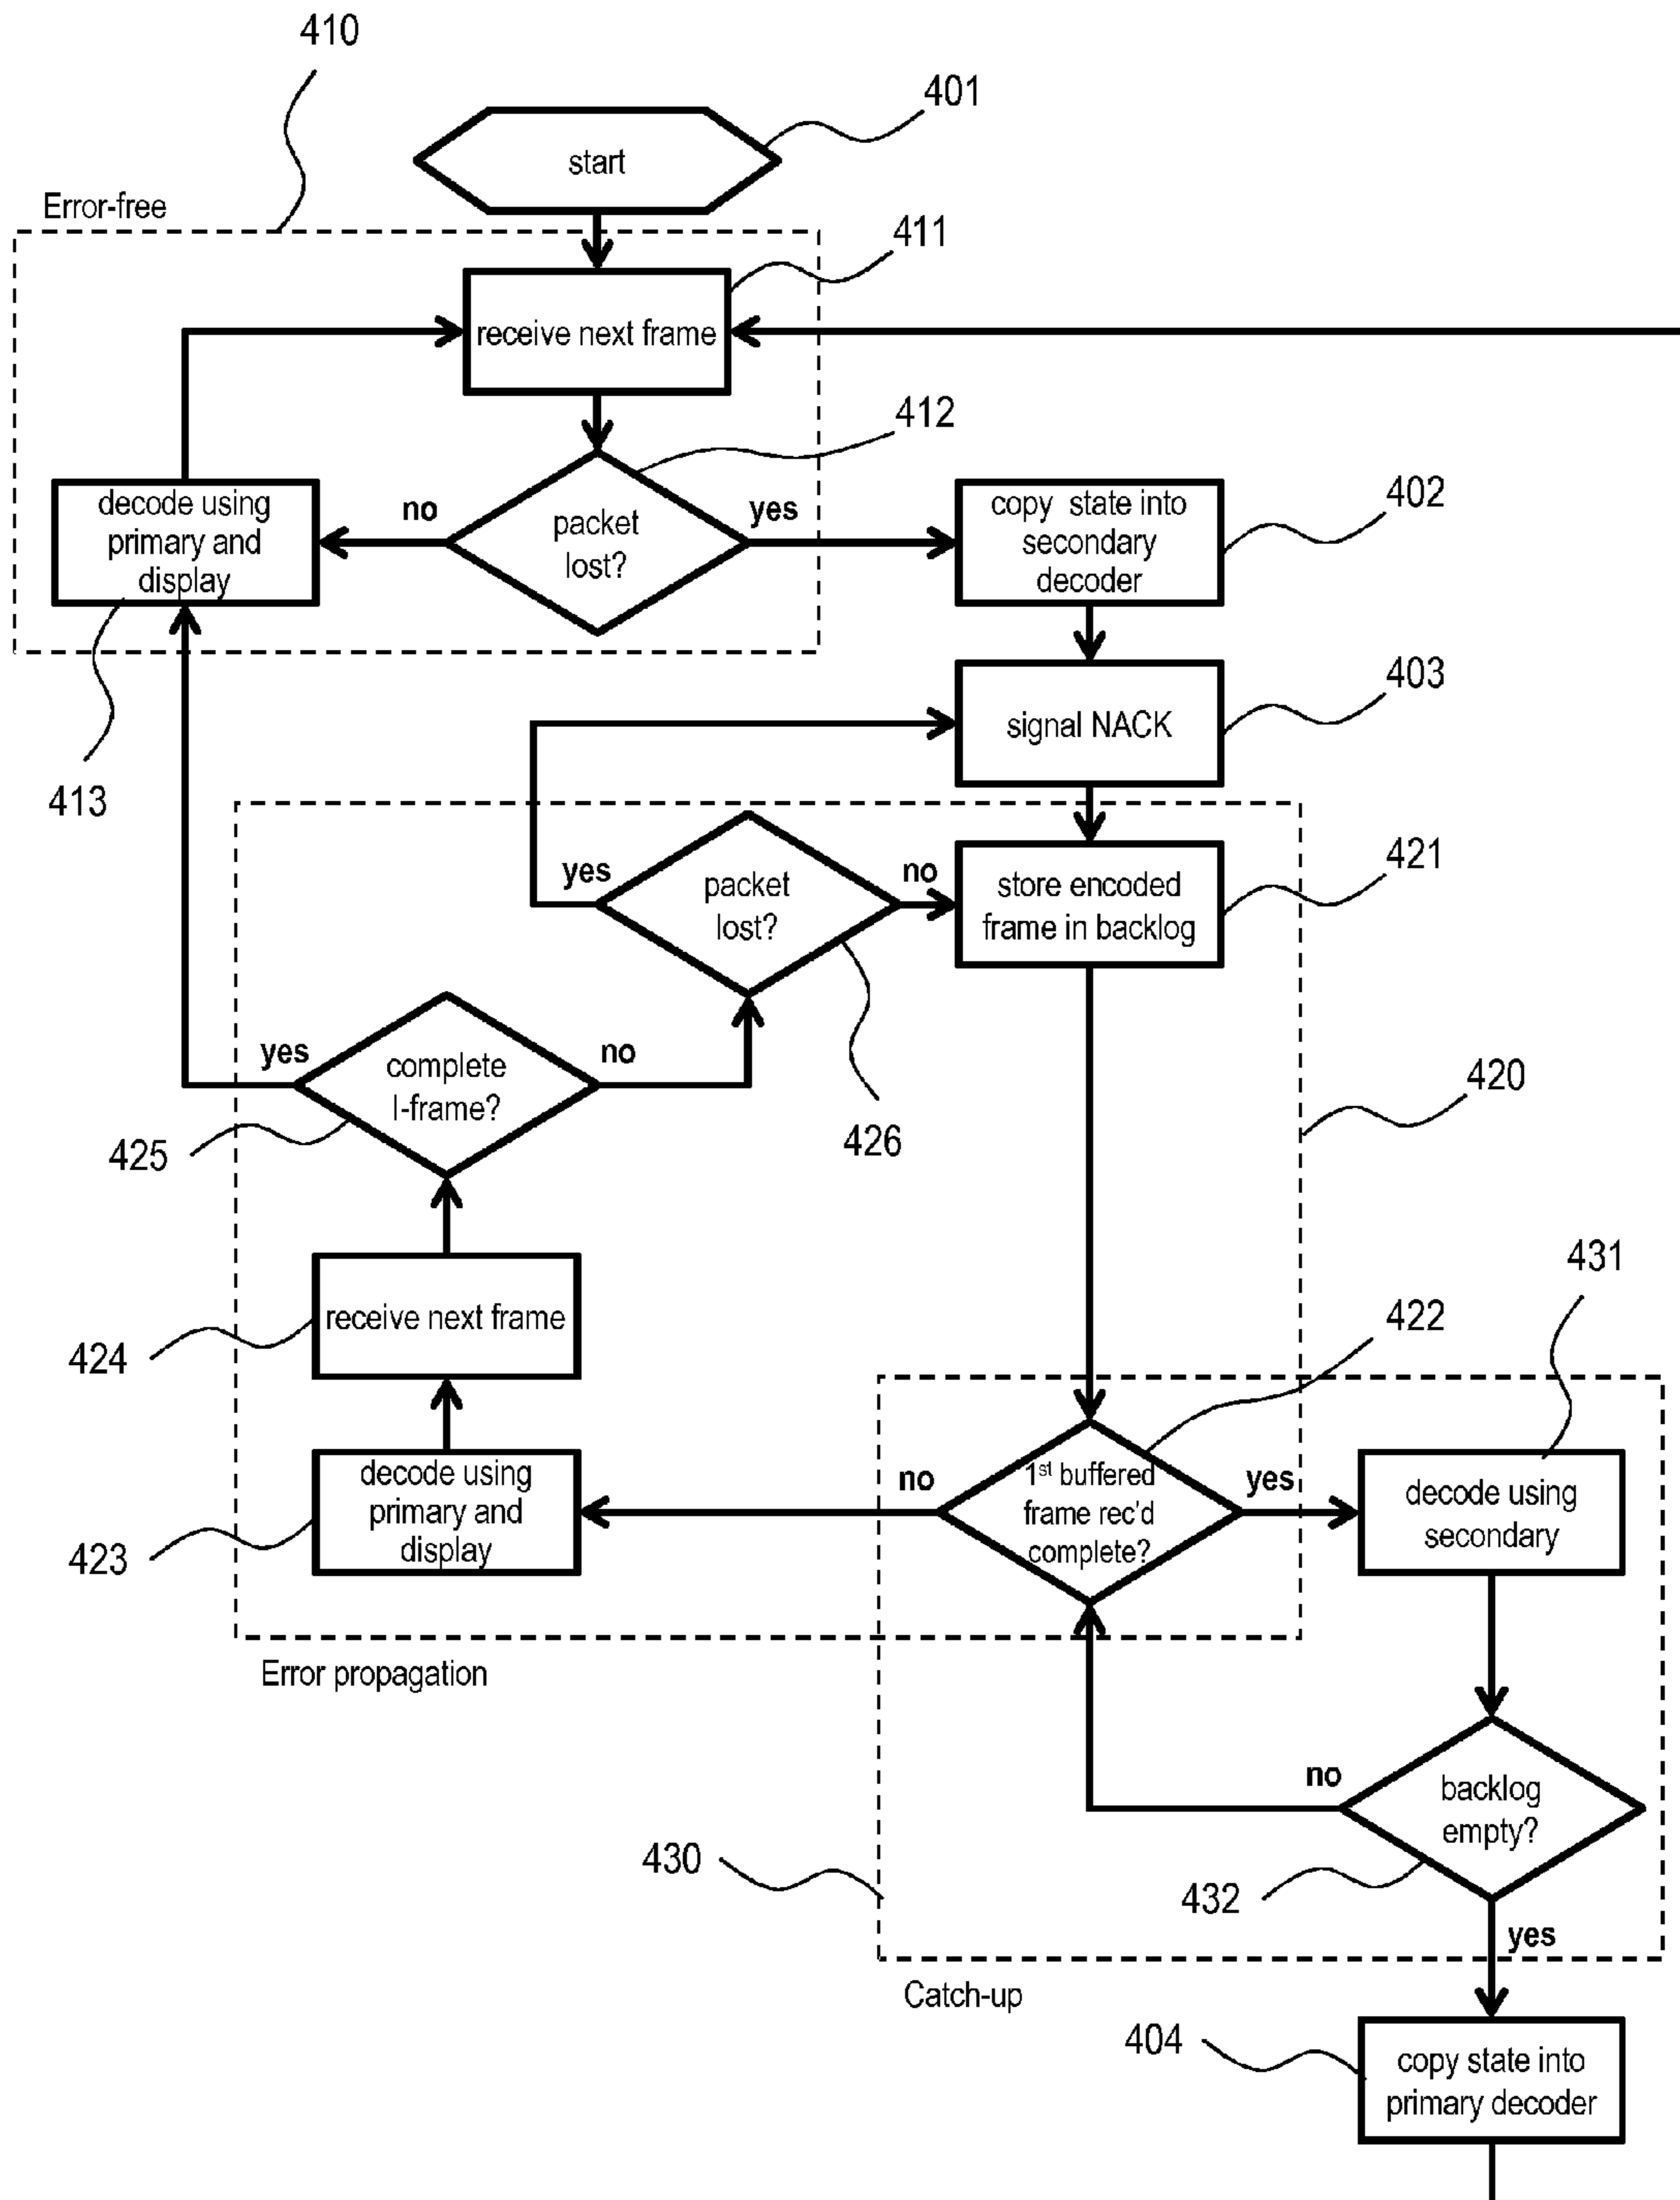 410
401
start
Error-free
411
receive next frame
412
decode using
primary and
display
no
packet
lost?
yes
copy state into
secondary
decoder
402
403
signal NACK
413
yes
packet
lost?
no
store encoded
frame in backlog
421
yes
complete
I-frame?
no
420
425
426
431
422
receive next frame
424
decode using
primary and
display
no
1st buffered
frame rec'd
complete?
yes
decode using
secondary
423
Error propagation
no
backlog
empty?
430
432
yes
Catch-up
404
copy state into
primary decoder